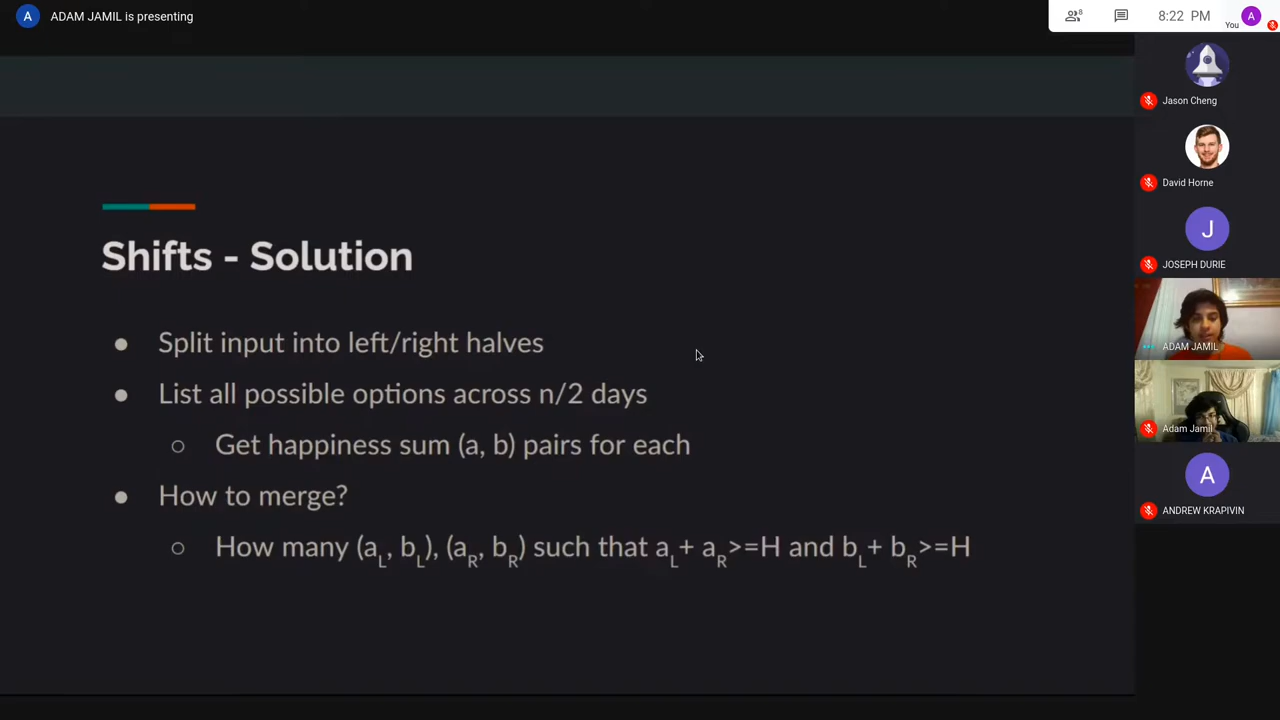 A ADAM JAMIL is presenting
8 8:22 PM You A
Jason Cheng
David Horne
J
JOSEPH DURIE
ADAM JAMIL
Adam Jamil
A
ANDREW KRAPIVIN
Shifts - Solution
● Split input into left/right halves
● List all possible options across n/2 days
○ Get happiness sum (a, b) pairs for each
● How to merge?
○ How many (aL, bL), (aR, bR) such that aL+ aR>=H and bL+ bR>=H